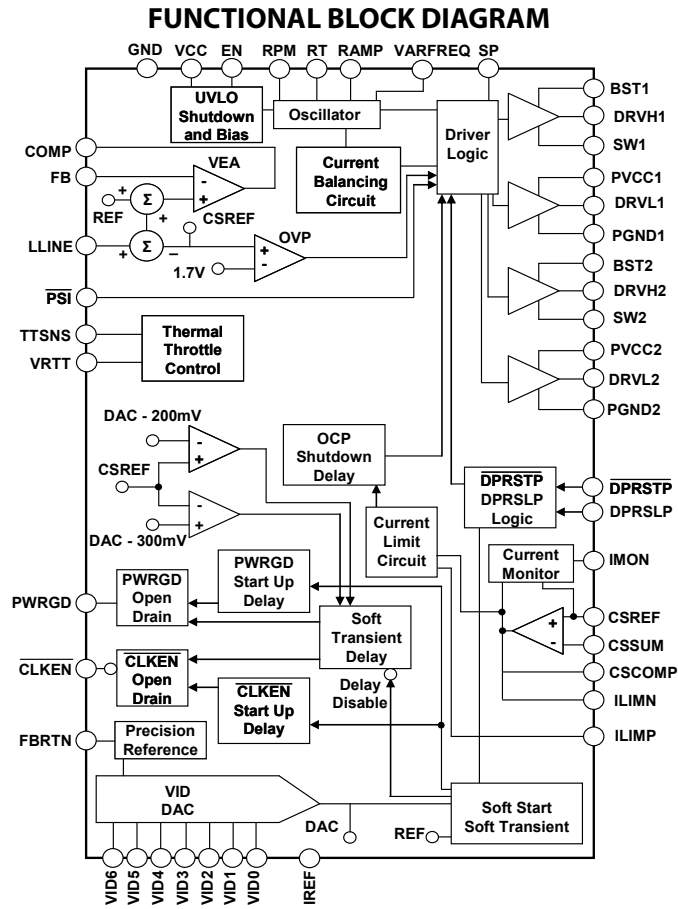 FUNCTIONAL BLOCK DIAGRAM
GND VCC EN RPM RT RAMP VARFREQ SP
UVLO
Shutdown
and Bias
Oscillator
Driver
Logic
Current
Balancing
Circuit
BST1
DRVH1
SW1
PVCC1
DRVL1
PGND1
BST2
DRVH2
SW2
PVCC2
DRVL2
PGND2
COMP
FB
VEA
-
+
+
Σ
REF
+
LLINE
+
Σ
–
CSREF
OVP
+
-
1.7V
PSI
TTSNS
VRTT
Thermal
Throttle
Control
DAC - 200mV
-
+
CSREF
-
+
DAC - 300mV
OCP
Shutdown
Delay
Current
Limit
Circuit
DPRSTP
DPRSLP
Logic
DPRSTP
DPRSLP
Current
Monitor
IMON
+
-
CSREF
CSSUM
CSCOMP
ILIMN
ILIMP
PWRGD
PWRGD
Open
Drain
PWRGD
Start Up
Delay
Soft
Transient
Delay
Delay
Disable
CLKEN
CLKEN
Open
Drain
CLKEN
Start Up
Delay
FBRTN
Precision
Reference
VID
DAC
DAC
REF
Soft Start
Soft Transient
VID6 VID5 VID4 VID3 VID2 VID1 VID0 IREF